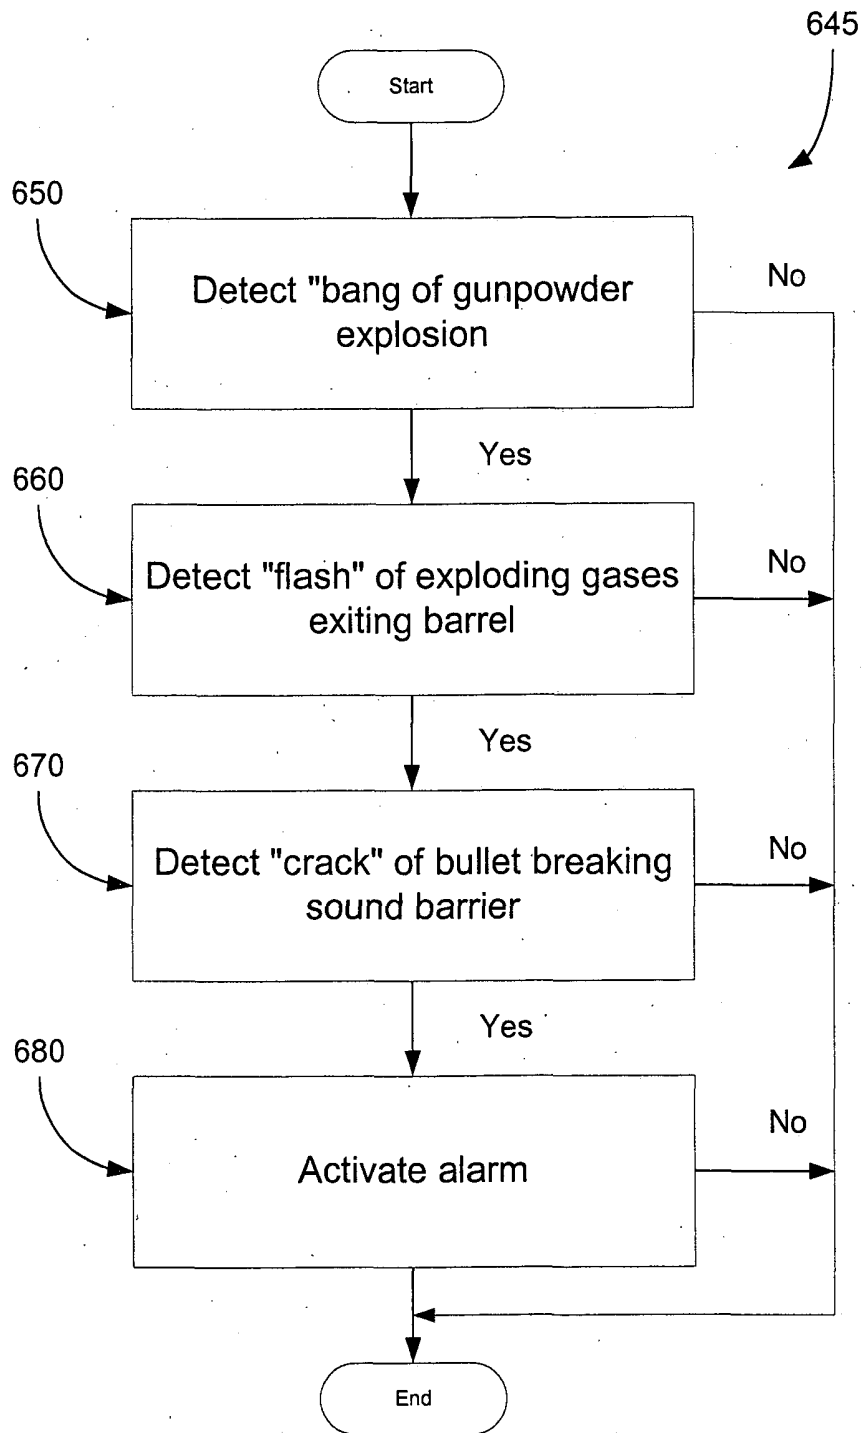 645
Start
650
Detect "bang of gunpowder
explosion
No
Yes
660
Detect "flash" of exploding gases
exiting barrel
No
Yes
670
Detect "crack" of bullet breaking
sound barrier
No
Yes
680
Activate alarm
No
End